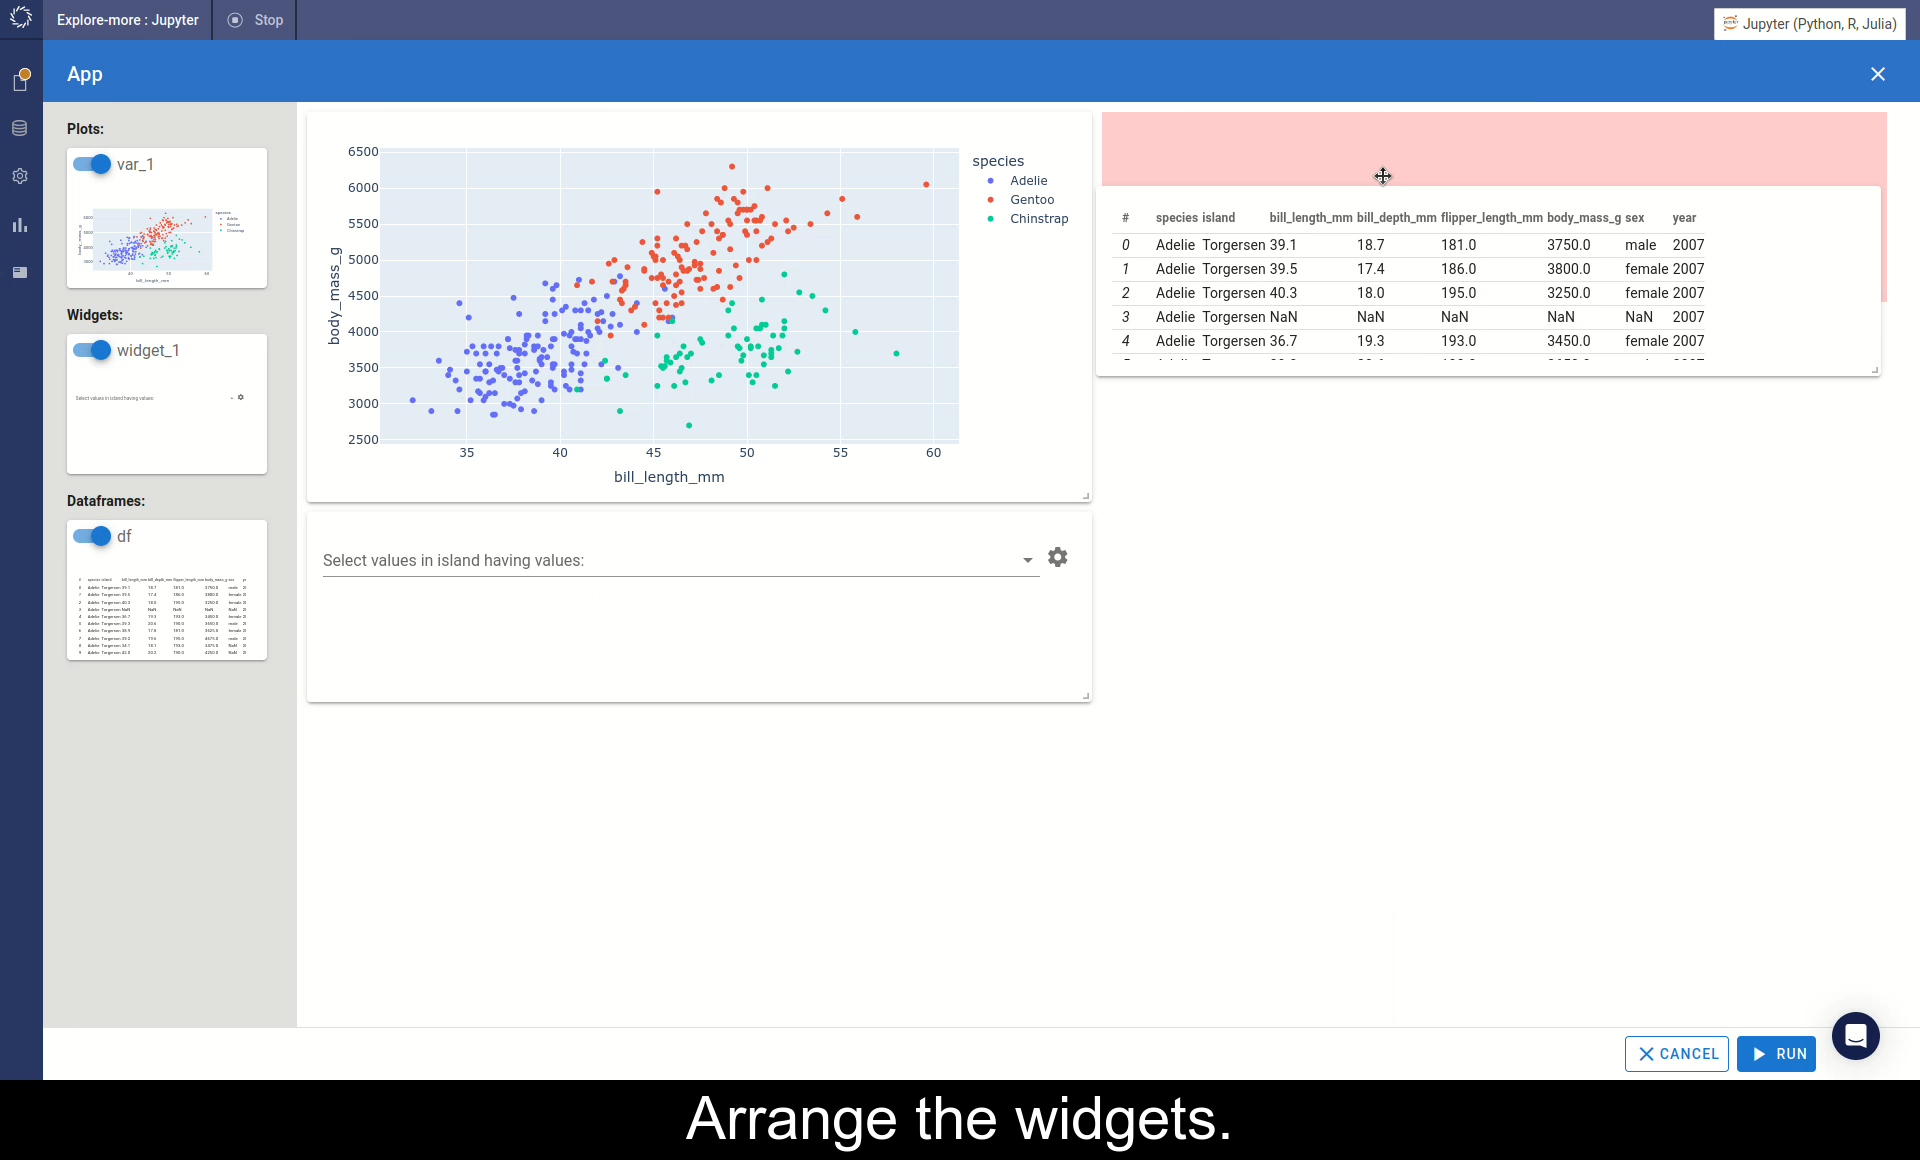 Explore-more : Jupyter
Stop
Jupyter (Python, R, Julia)
App
Plots:
var_1
Widgets:
widget_1
Select values in island having values:
Dataframes:
df
6500
6000
5500
5000
4500
4000
3500
3000
2500
body_mass_g
35 40 45 50 55 60
bill_length_mm
species
Adelie
Gentoo
Chinstrap
Select values in island having values:
# species island bill_length_mm bill_depth_mm flipper_length_mm body_mass_g sex year
0 Adelie Torgersen 39.1 18.7 181.0 3750.0 male 2007
1 Adelie Torgersen 39.5 17.4 186.0 3800.0 female 2007
2 Adelie Torgersen 40.3 18.0 195.0 3250.0 female 2007
3 Adelie Torgersen NaN NaN NaN NaN NaN 2007
4 Adelie Torgersen 36.7 19.3 193.0 3450.0 female 2007
CANCEL
RUN
Arrange the widgets.